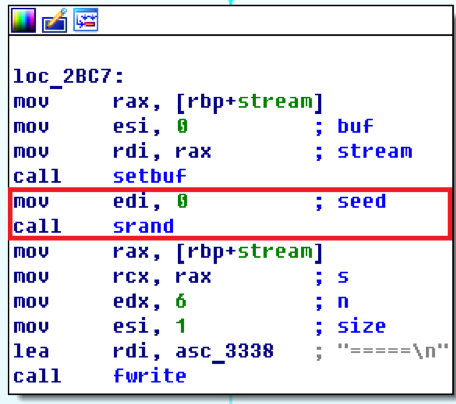 loc_2BC7:
mov rax, [rbp+stream]
mov esi, 0 ; buf
mov rdi, rax ; stream
call setbuf
mov edi, 0 ; seed
call srand
mov rax, [rbp+stream]
mov rcx, rax ; s
mov edx, 6 ; n
mov esi, 1 ; size
lea rdi, asc_3338 ; "=====\n"
call fwrite